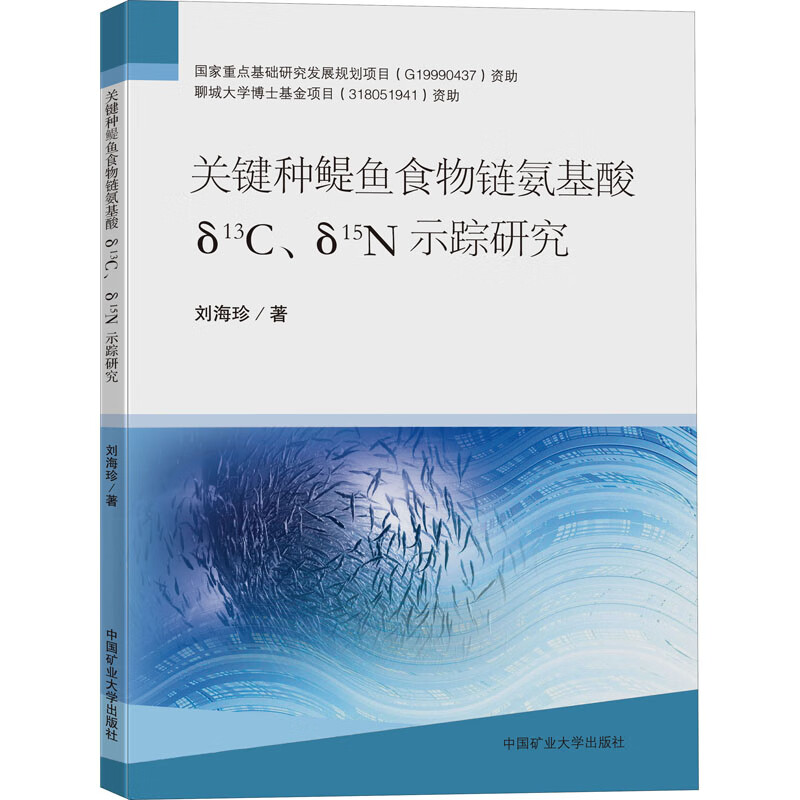 国家重点基础研究发展规划项目（G19990437）资助
聊城大学博士基金项目（318051941）资助
关键种鳀鱼食物链氨基酸
δ¹³C、δ¹⁵N 示踪研究
刘海珍 / 著
中国矿业大学出版社
关键种鳀鱼食物链氨基酸 δ¹³C、δ¹⁵N 示踪研究
刘海珍 / 著
中国矿业大学出版社